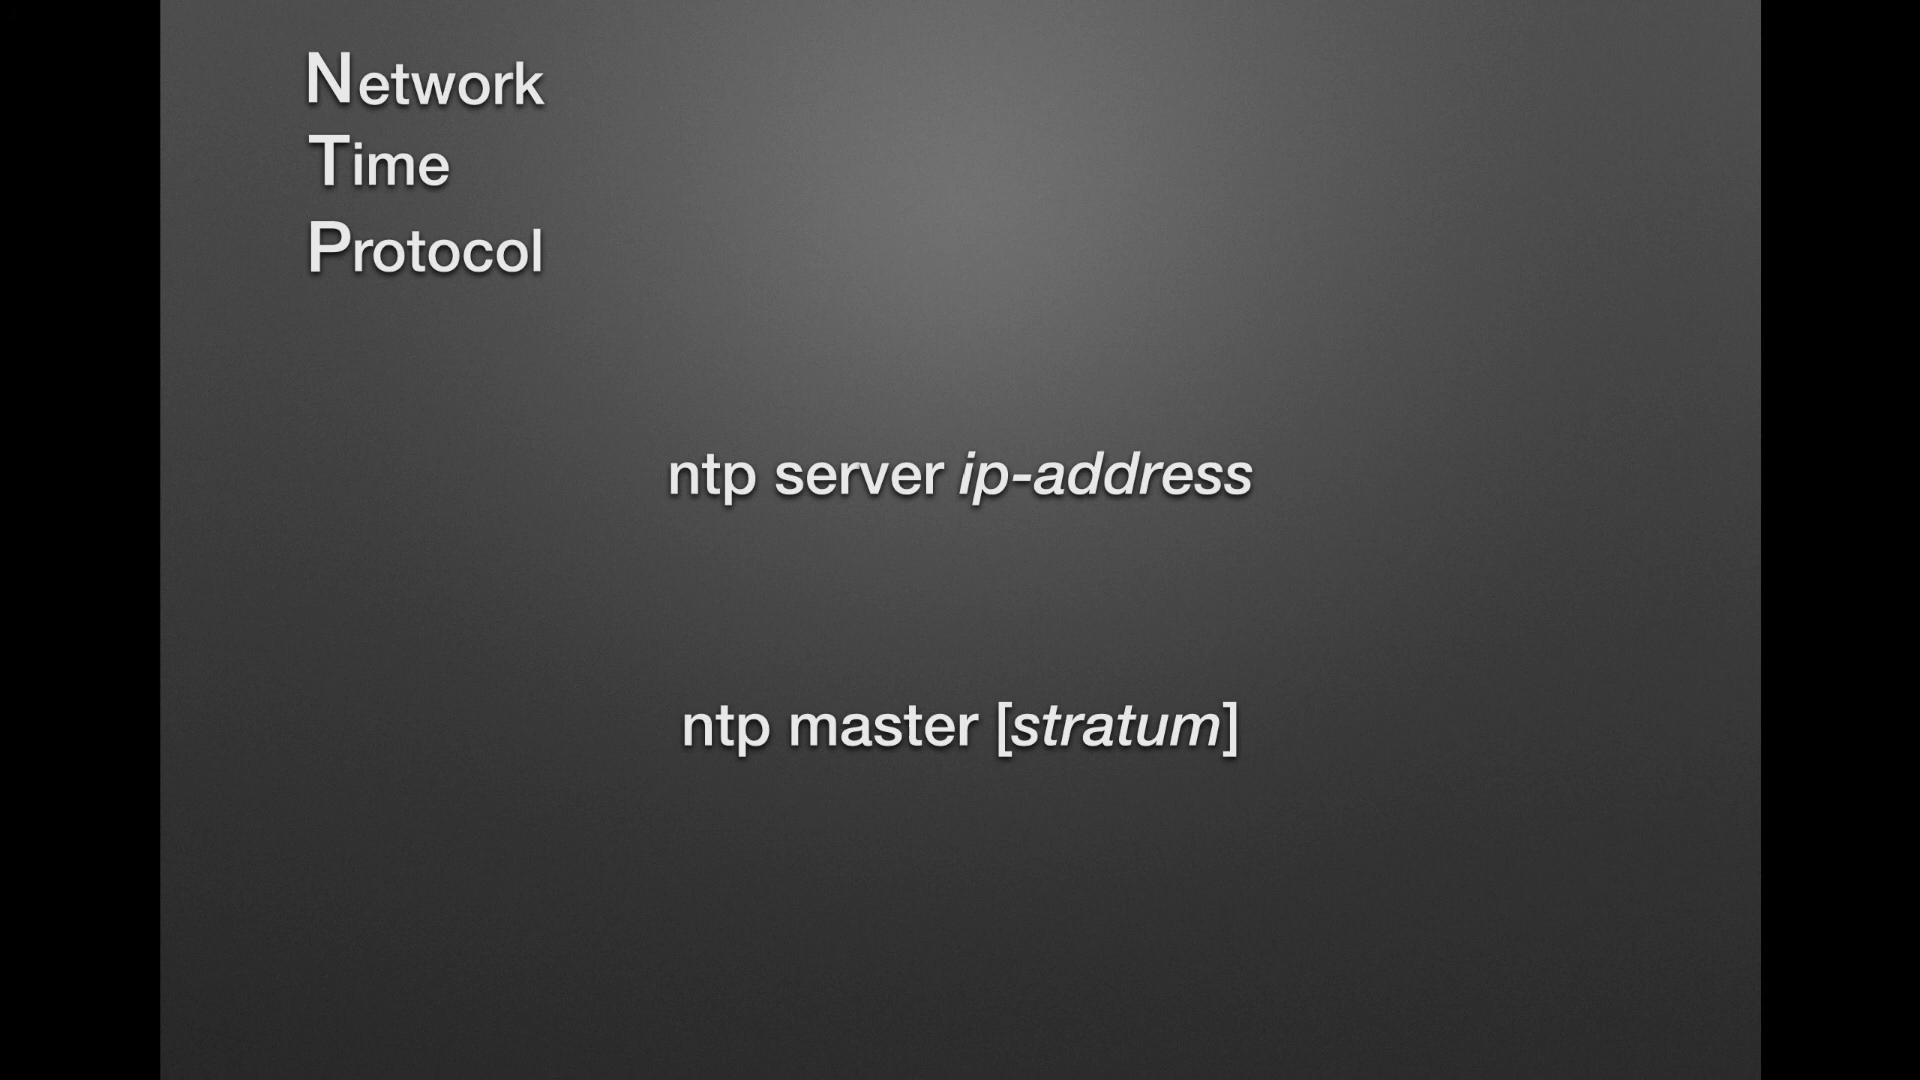 Network
Time
Protocol
ntp server ip-address
ntp master [stratum]